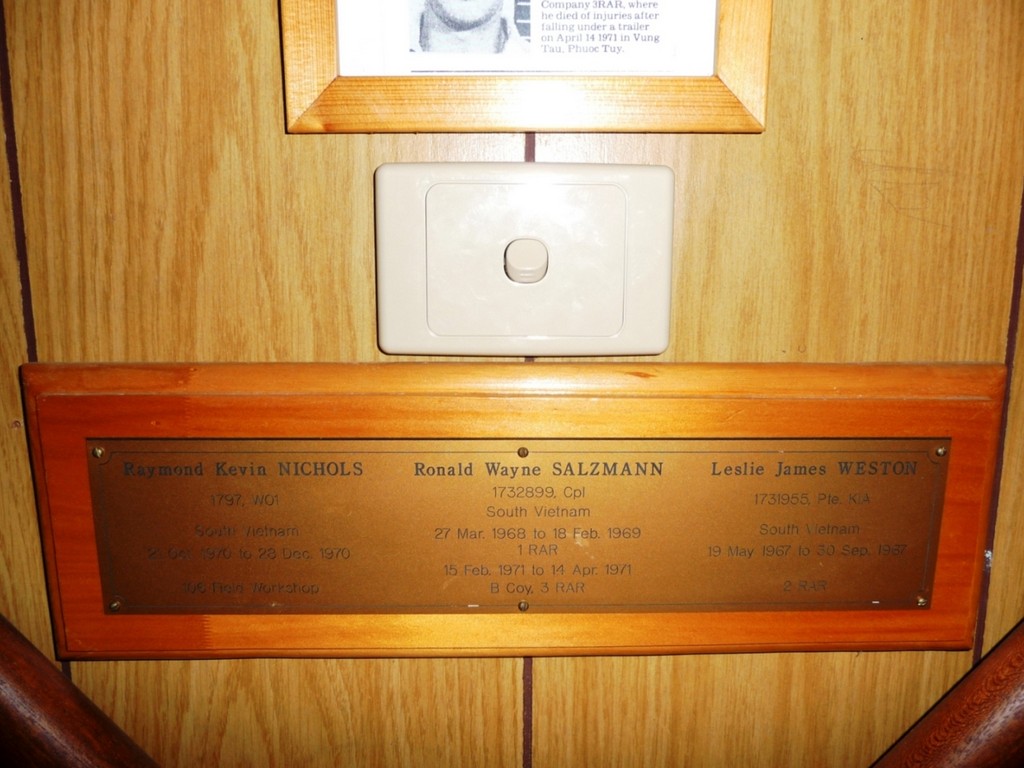 Company 3RAR, where
he died of injuries after
falling under a trailer
on April 14 1971 in Vung
Tau, Phuoc Tuy.
Raymond Kevin NICHOLS
1797, WO1
South Vietnam
Oct. 1970 to 28 Dec. 1970
106 Field Workshop
Ronald Wayne SALZMANN
1732899, Cpl
South Vietnam
27 Mar. 1968 to 18 Feb. 1969
1 RAR
15 Feb. 1971 to 14 Apr. 1971
B Coy, 3 RAR
Leslie James WESTON
1731955, Pte. KIA
South Vietnam
19 May 1967 to 30 Sep. 1967
2 RAR